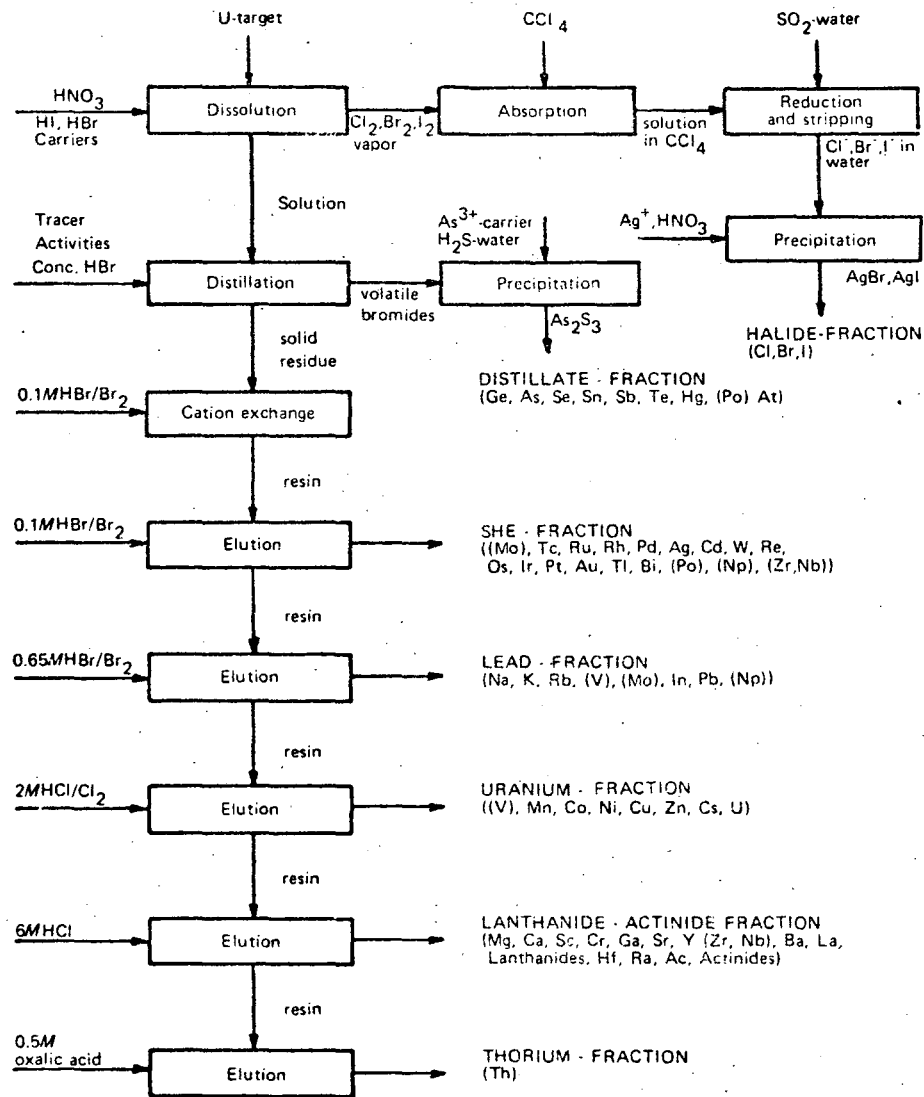 U-target
CCl4
SO2-water
HNO3
HI, HBr
Carriers
Dissolution
Cl2,Br2,I2
vapor
Absorption
solution
in CCl4
Reduction
and stripping
Cl-,Br-,I- in
water
Solution
Tracer
Activities
Conc. HBr
As3+-carrier
H2S-water
Ag+,HNO3
Precipitation
AgBr,AgI
Distillation
volatile
bromides
Precipitation
As2S3
HALIDE-FRACTION
(Cl,Br,I)
solid
residue
DISTILLATE - FRACTION
(Ge, As, Se, Sn, Sb, Te, Hg, (Po) At)
0.1MHBr/Br2
Cation exchange
resin
0.1MHBr/Br2
Elution
SHE - FRACTION
((Mo), Tc, Ru, Rh, Pd, Ag, Cd, W, Re,
Os, Ir, Pt, Au, Tl, Bi, (Po), (Np), (Zr,Nb))
resin
0.65MHBr/Br2
Elution
LEAD - FRACTION
(Na, K, Rb, (V), (Mo), In, Pb, (Np))
resin
2MHCl/Cl2
Elution
URANIUM - FRACTION
((V), Mn, Co, Ni, Cu, Zn, Cs, U)
resin
6MHCl
Elution
LANTHANIDE - ACTINIDE FRACTION
(Mg, Ca, Sc, Cr, Ga, Sr, Y (Zr, Nb), Ba, La,
Lanthanides, Hf, Ra, Ac, Actinides)
resin
0.5M
oxalic acid
Elution
THORIUM - FRACTION
(Th)